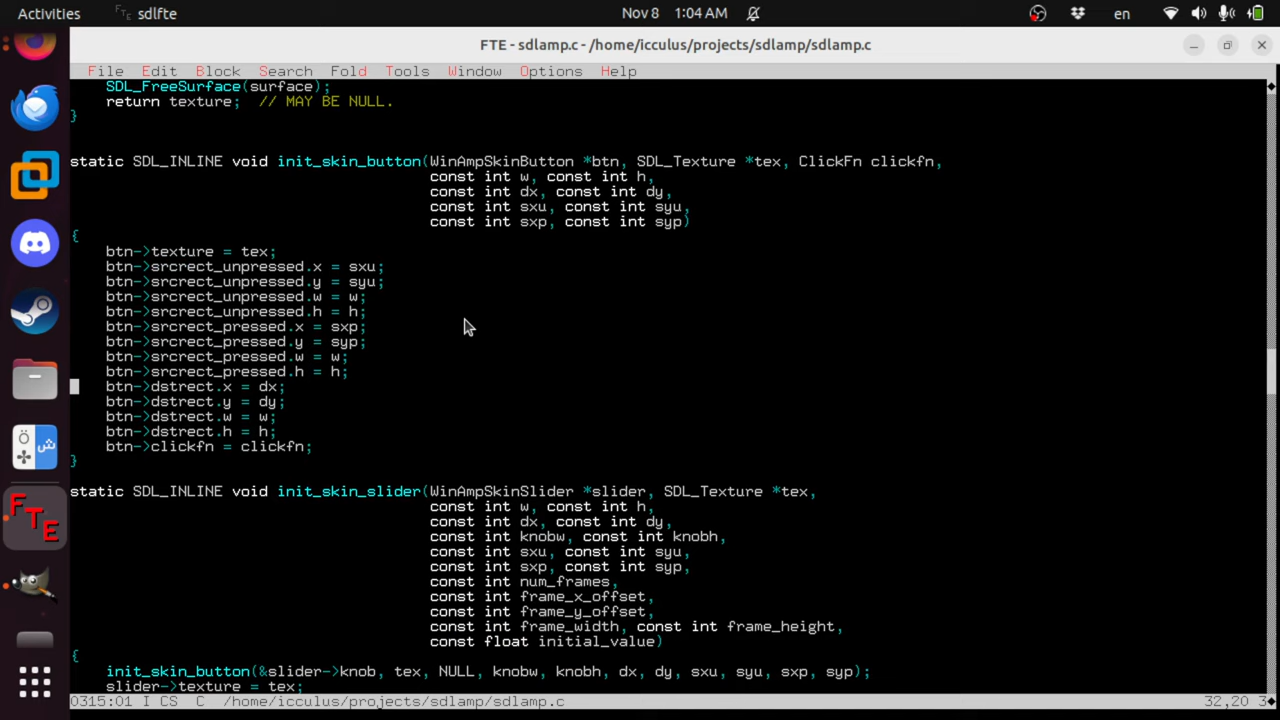 Activities
sdlfte
Nov 8 1:04 AM
en
FTE - sdlamp.c - /home/icculus/projects/sdlamp/sdlamp.c
File Edit Block Search Fold Tools Window Options Help
SDL_FreeSurface(surface);
return texture;  // MAY BE NULL.
}
static SDL_INLINE void init_skin_button(WinAmpSkinButton *btn, SDL_Texture *tex, ClickFn clickfn,
const int w, const int h,
const int dx, const int dy,
const int sxu, const int syu,
const int sxp, const int syp)
{
btn->texture = tex;
btn->srcrect_unpressed.x = sxu;
btn->srcrect_unpressed.y = syu;
btn->srcrect_unpressed.w = w;
btn->srcrect_unpressed.h = h;
btn->srcrect_pressed.x = sxp;
btn->srcrect_pressed.y = syp;
btn->srcrect_pressed.w = w;
btn->srcrect_pressed.h = h;
btn->dstrect.x = dx;
btn->dstrect.y = dy;
btn->dstrect.w = w;
btn->dstrect.h = h;
btn->clickfn = clickfn;
}
static SDL_INLINE void init_skin_slider(WinAmpSkinSlider *slider, SDL_Texture *tex,
const int w, const int h,
const int dx, const int dy,
const int knobw, const int knobh,
const int sxu, const int syu,
const int sxp, const int syp,
const int num_frames,
const int frame_x_offset,
const int frame_y_offset,
const int frame_width, const int frame_height,
const float initial_value)
{
init_skin_button(&slider->knob, tex, NULL, knobw, knobh, dx, dy, sxu, syu, sxp, syp);
slider->texture = tex;
0315:01 I CS  C  /home/icculus/projects/sdlamp/sdlamp.c
32,20 3
FTE